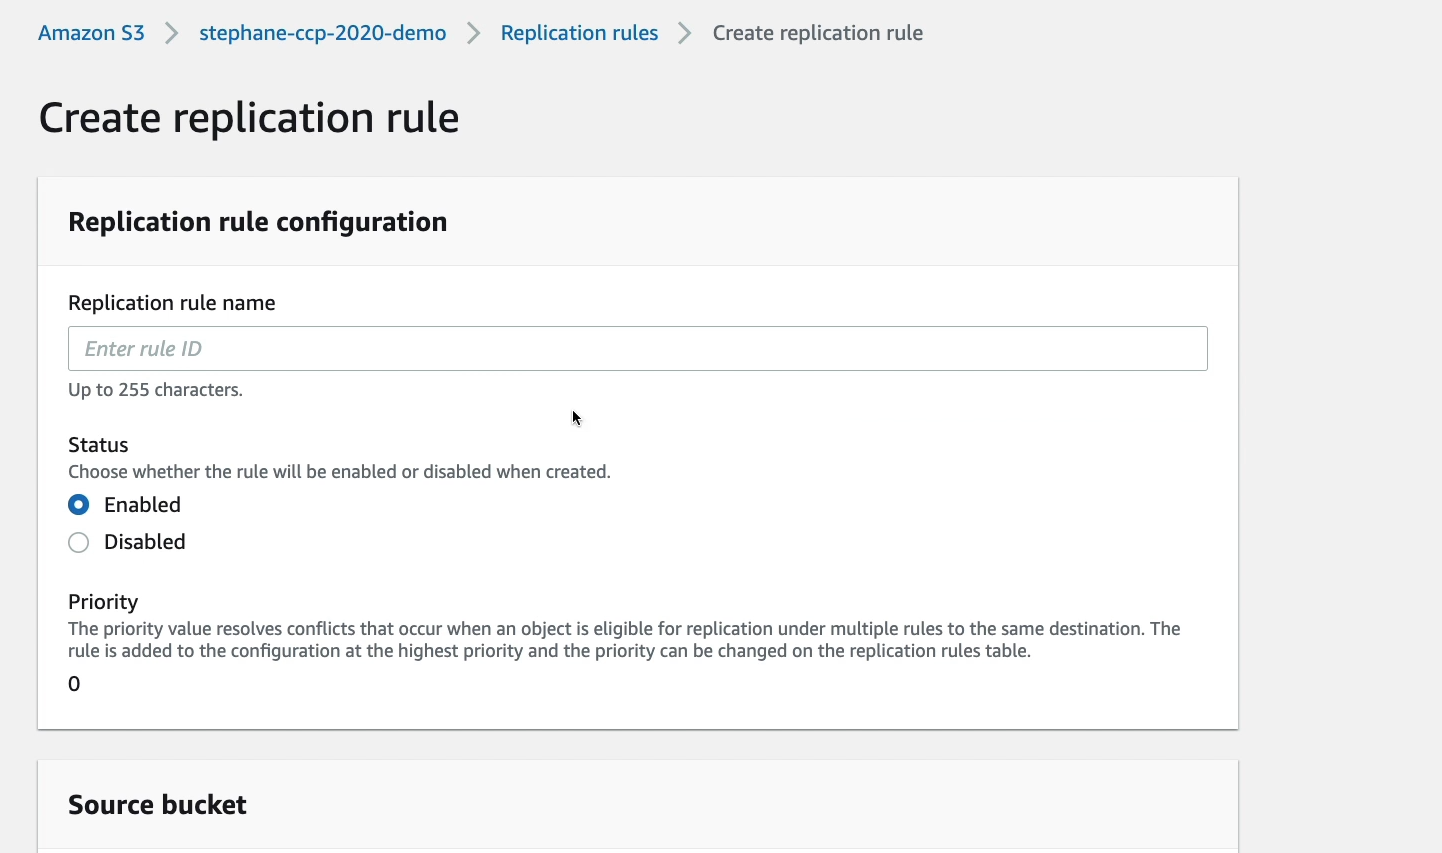 Amazon S3 > stephane-ccp-2020-demo > Replication rules > Create replication rule
Create replication rule
Replication rule configuration
Replication rule name
Enter rule ID
Up to 255 characters.
Status
Choose whether the rule will be enabled or disabled when created.
Enabled
Disabled
Priority
The priority value resolves conflicts that occur when an object is eligible for replication under multiple rules to the same destination. The
rule is added to the configuration at the highest priority and the priority can be changed on the replication rules table.
0
Source bucket